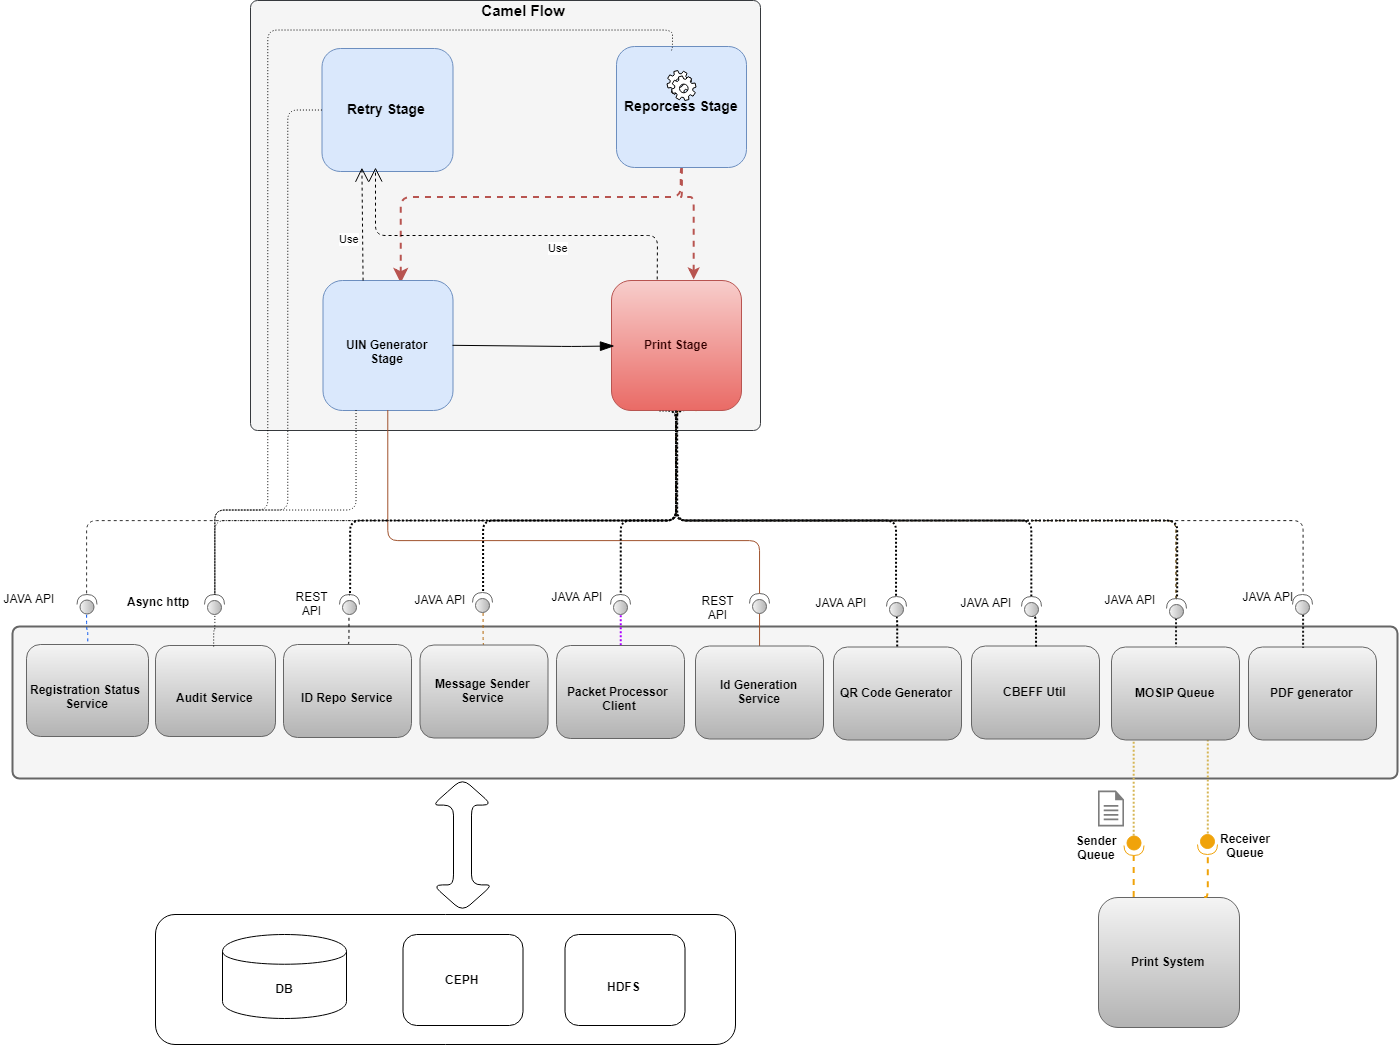 Camel Flow
Retry Stage
Reporcess Stage
Use
Use
UIN Generator
Stage
Print Stage
JAVA API
Async http
REST
API
JAVA API
JAVA API
REST
API
JAVA API
JAVA API
JAVA API
JAVA API
Registration Status
Service
Audit Service
ID Repo Service
Message Sender
Service
Packet Processor
Client
Id Generation
Service
QR Code Generator
CBEFF Util
MOSIP Queue
PDF generator
Sender
Queue
Receiver
Queue
DB
CEPH
HDFS
Print System